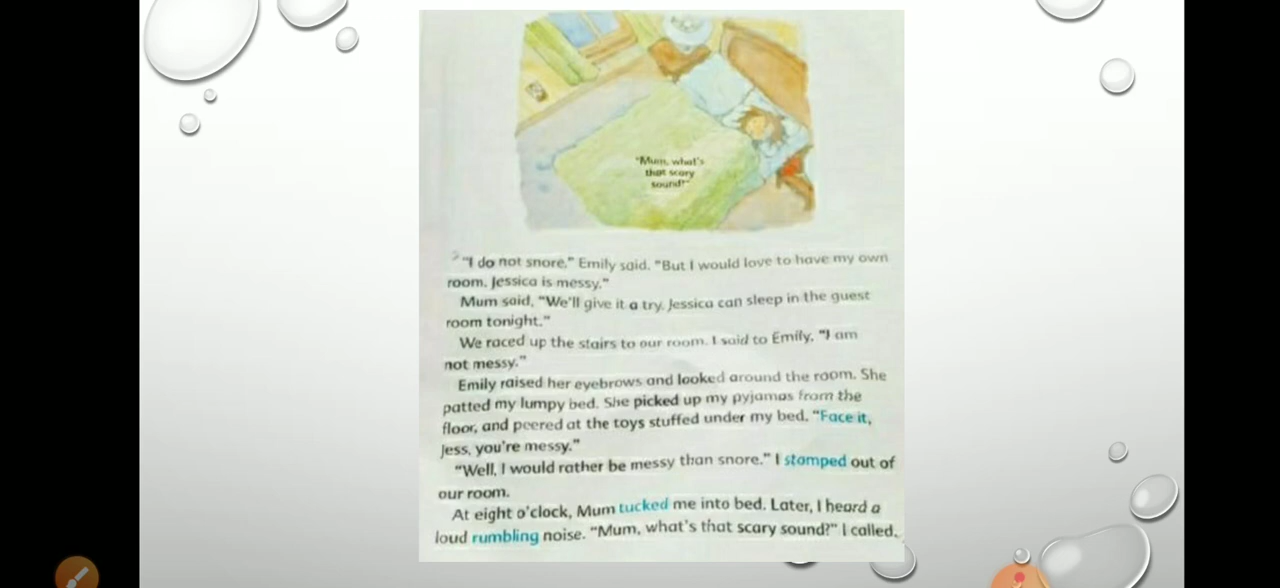 "Mum, what's
that scary
sound?"
2 "I do not snore," Emily said. "But I would love to have my own
room. Jessica is messy."
Mum said, "We'll give it a try. Jessica can sleep in the guest
room tonight."
We raced up the stairs to our room. I said to Emily, "I am
not messy."
Emily raised her eyebrows and looked around the room. She
patted my lumpy bed. She picked up my pyjamas from the
floor, and peered at the toys stuffed under my bed. "Face it,
Jess, you're messy."
"Well, I would rather be messy than snore." I stomped out of
our room.
At eight o'clock, Mum tucked me into bed. Later, I heard a
loud rumbling noise. "Mum, what's that scary sound?" I called.